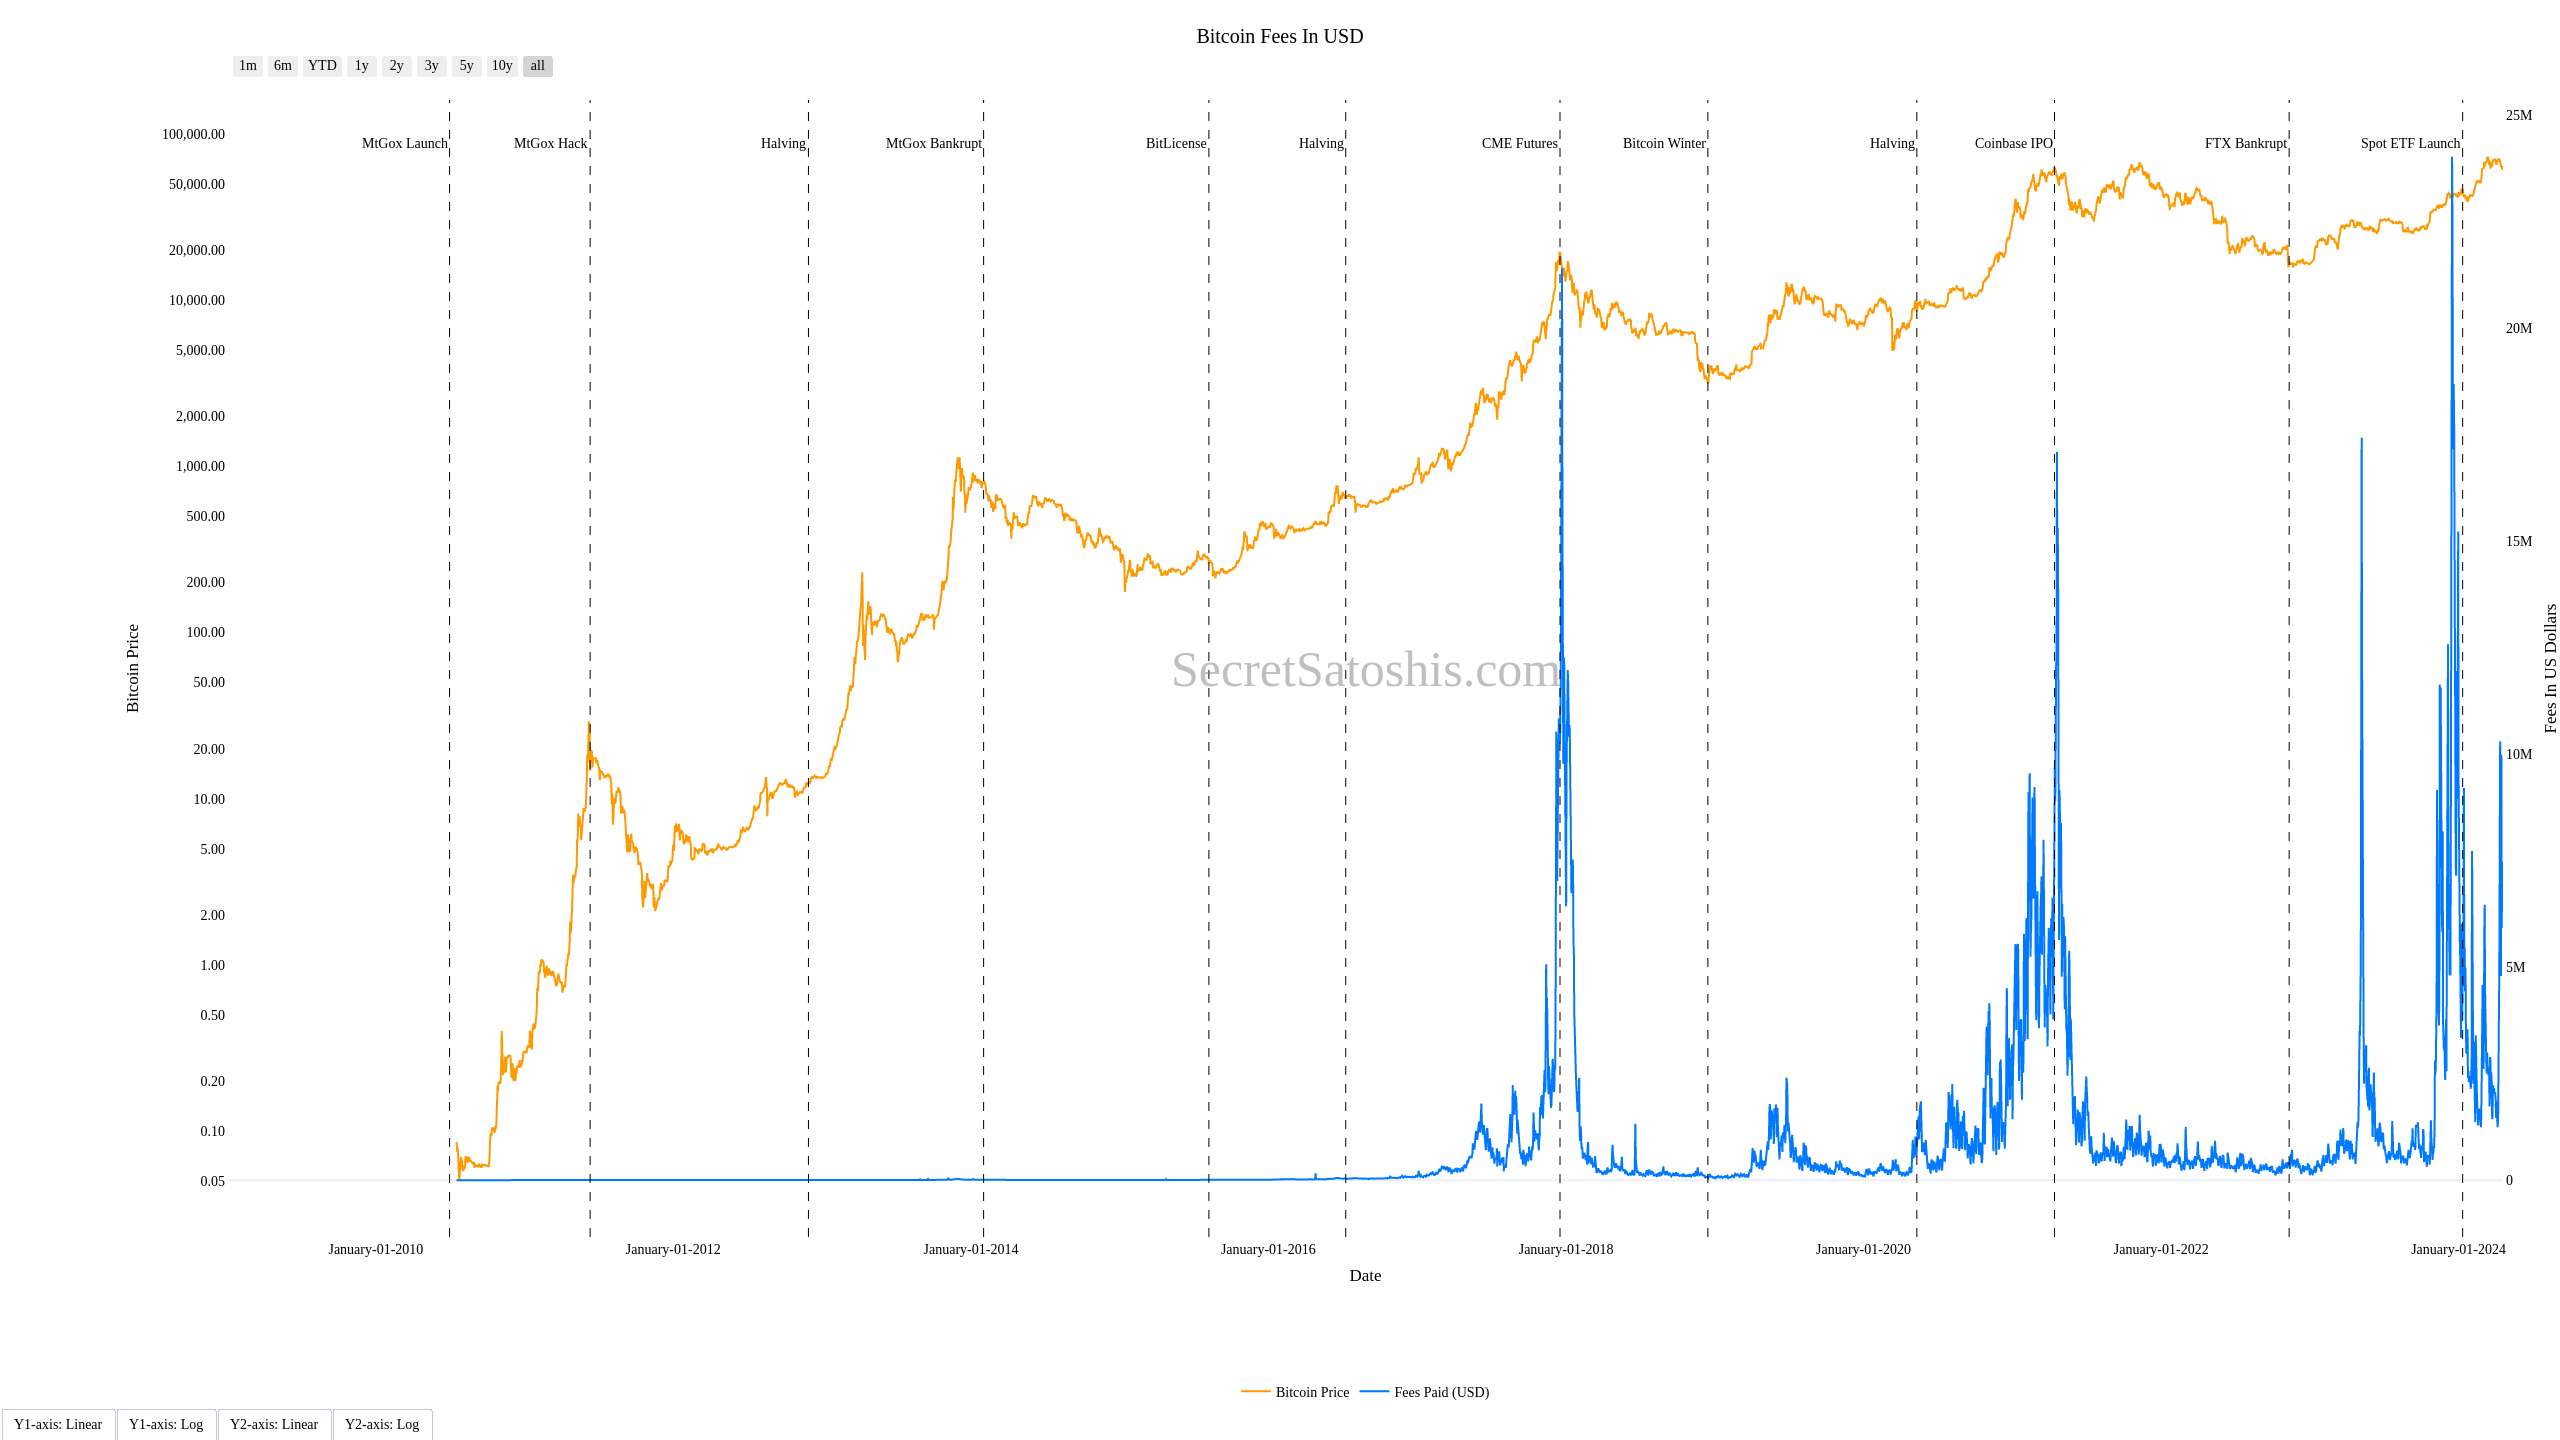 Bitcoin Fees In USD
1m 6m YTD 1y 2y 3y 5y 10y all
MtGox Launch MtGox Hack Halving MtGox Bankrupt BitLicense Halving CME Futures Bitcoin Winter Halving Coinbase IPO FTX Bankrupt Spot ETF Launch
100,000.00
50,000.00
20,000.00
10,000.00
5,000.00
2,000.00
1,000.00
500.00
200.00
100.00
50.00
20.00
10.00
5.00
2.00
1.00
0.50
0.20
0.10
0.05
Bitcoin Price
SecretSatoshis.com
25M
20M
15M
10M
5M
0
Fees In US Dollars
January-01-2010 January-01-2012 January-01-2014 January-01-2016 January-01-2018 January-01-2020 January-01-2022 January-01-2024
Date
Bitcoin Price Fees Paid (USD)
Y1-axis: Linear Y1-axis: Log Y2-axis: Linear Y2-axis: Log